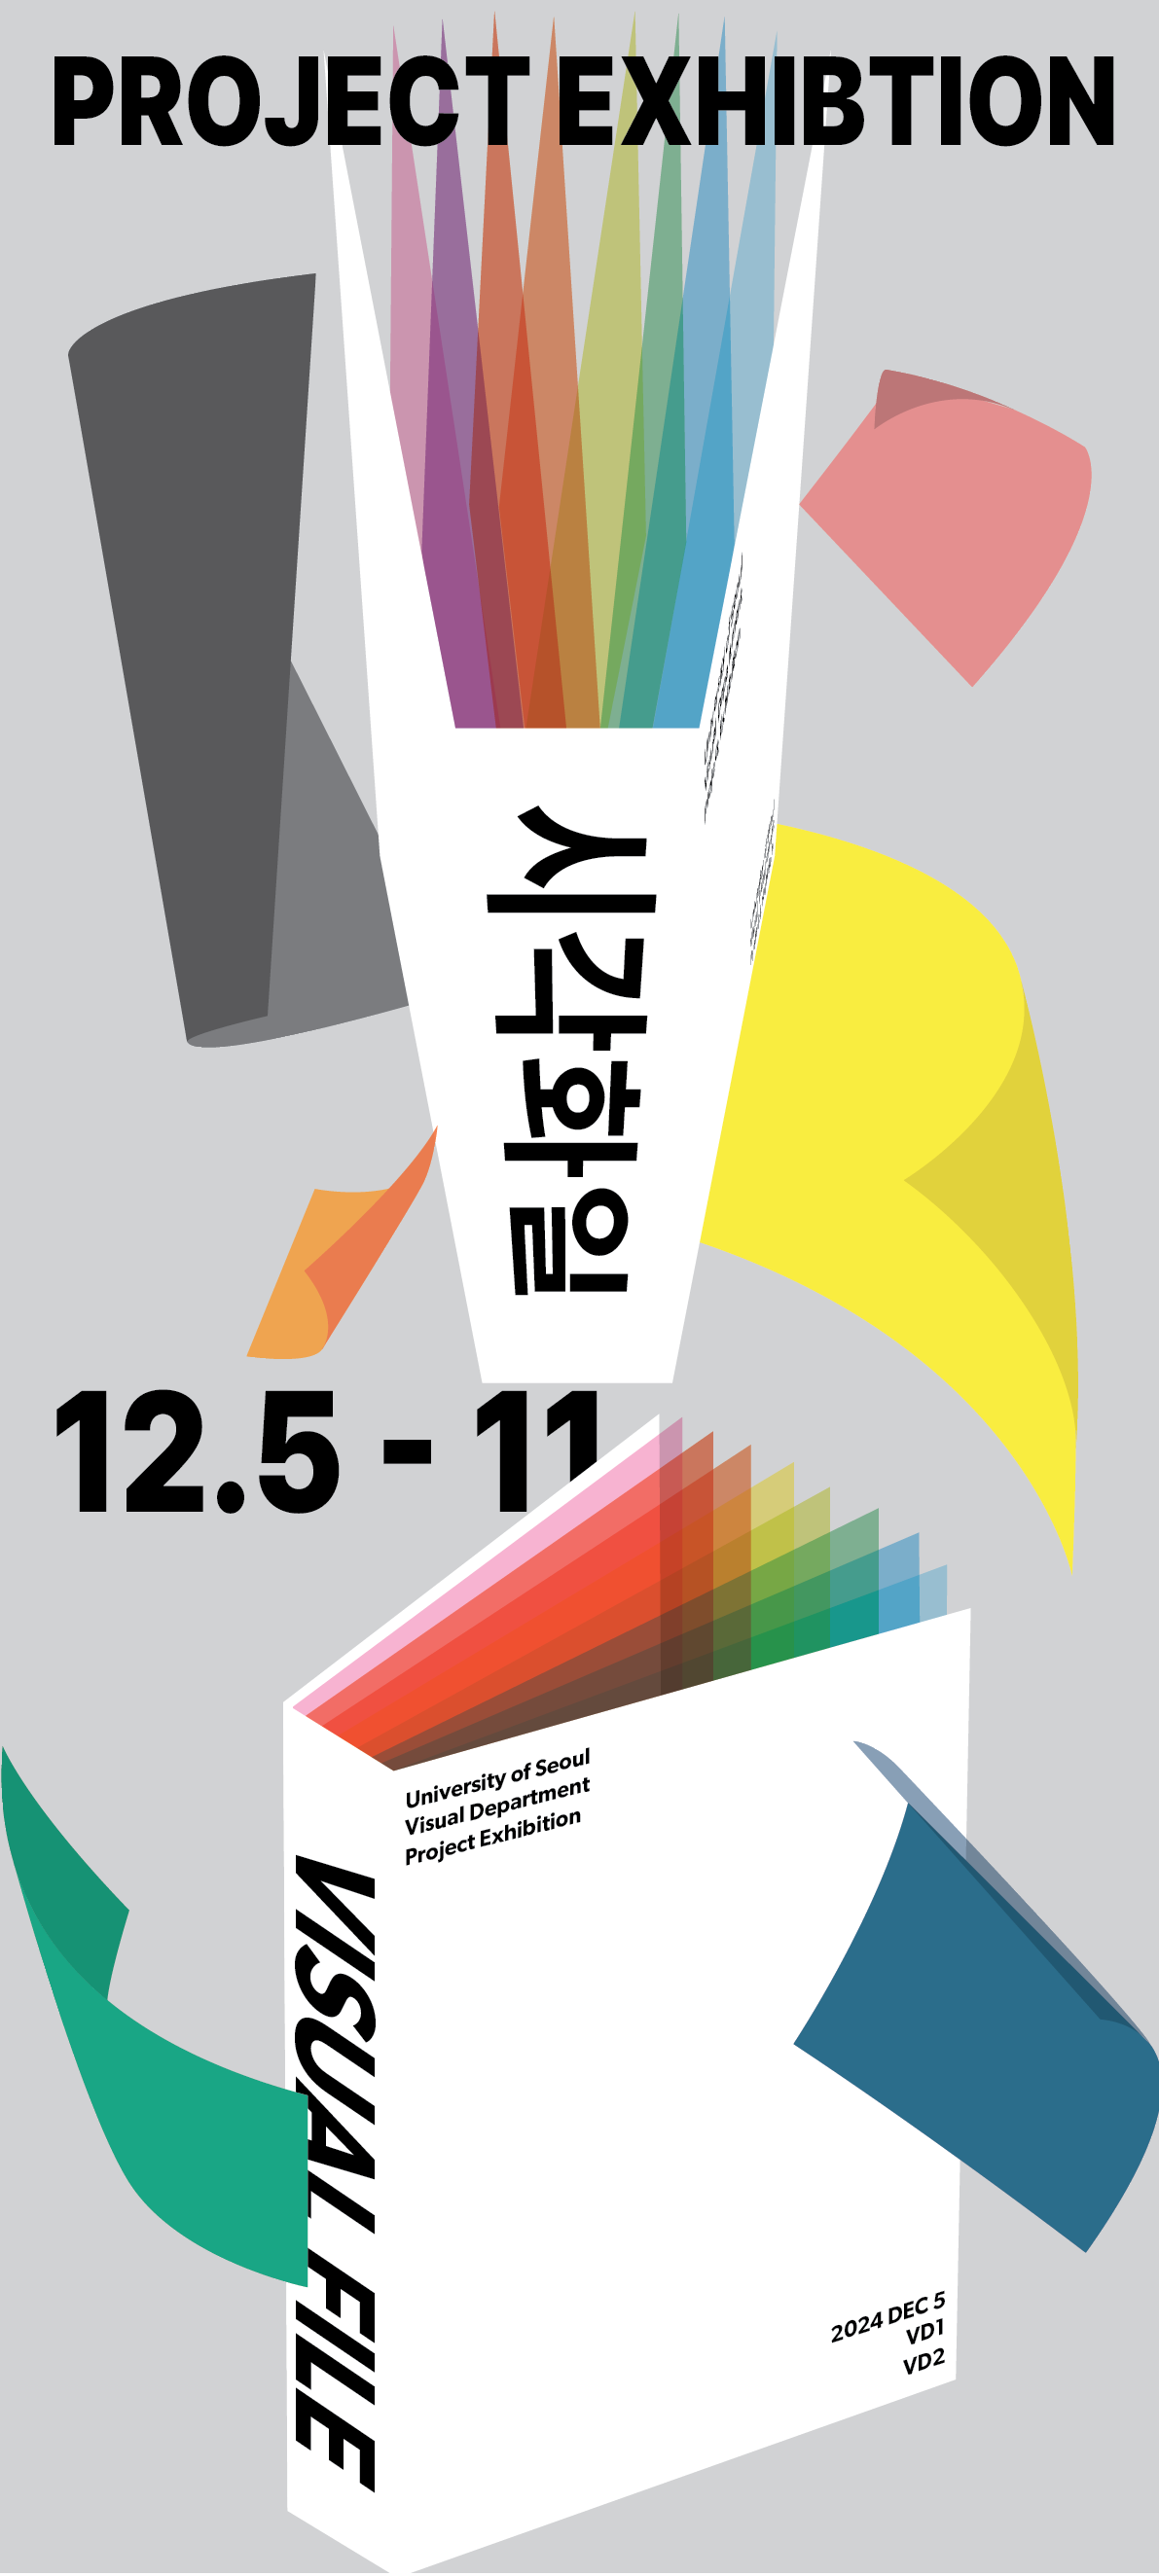 PROJECT EXHIBTION
시각화일
12.5 - 11
University of Seoul
Visual Department
Project Exhibition
VISUAL FILE
2024 DEC 5
VD1
VD2